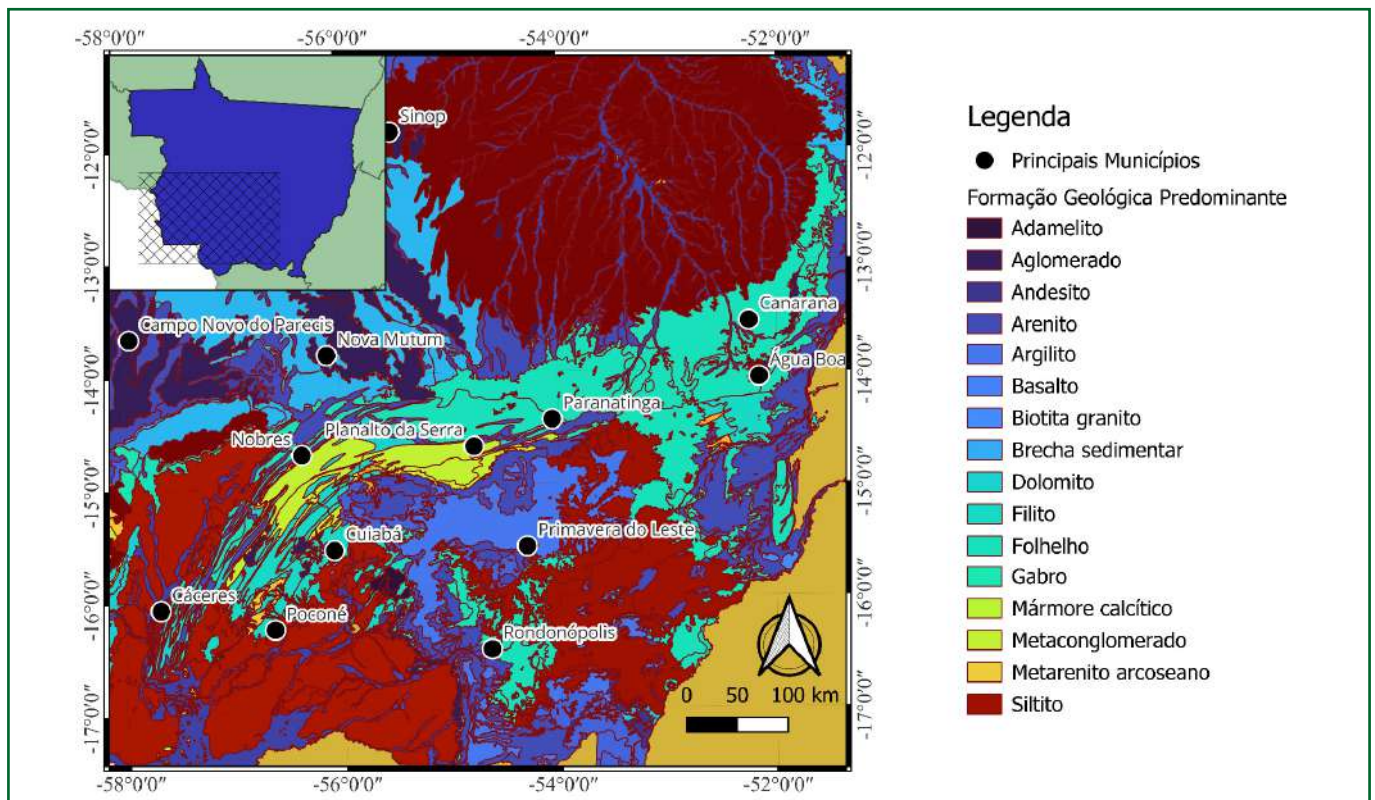 -58°0'0" -56°0'0" -54°0'0" -52°0'0"
-12°0'0"
-13°0'0"
-14°0'0"
-15°0'0"
-16°0'0"
-17°0'0"
Sinop
Canarana
Campo Novo do Parecis
Nova Mutum
Água Boa
Paranatinga
Planalto da Serra
Nobres
Cuiabá
Primavera do Leste
Cáceres
Poconé
Rondonópolis
0 50 100 km
-12°0'0"
-13°0'0"
-14°0'0"
-15°0'0"
-16°0'0"
-17°0'0"
-58°0'0" -56°0'0" -54°0'0" -52°0'0"
Legenda
Principais Municípios
Formação Geológica Predominante
Adamelito
Aglomerado
Andesito
Arenito
Argilito
Basalto
Biotita granito
Brecha sedimentar
Dolomito
Filito
Folhelho
Gabro
Mármore calcítico
Metaconglomerado
Metarenito arcoseano
Siltito